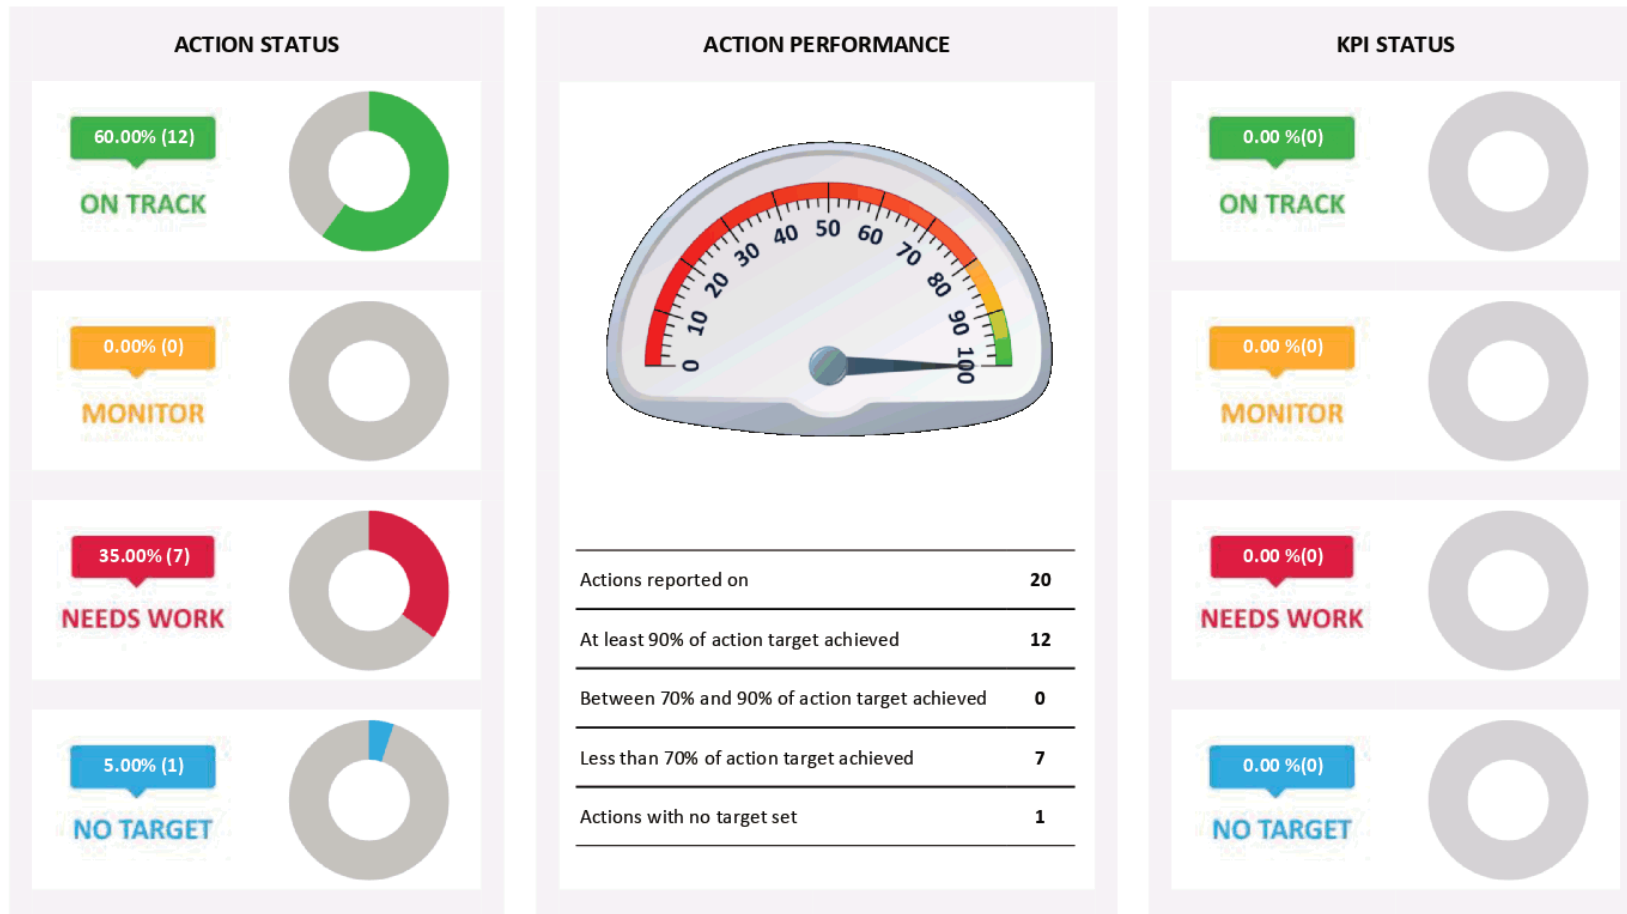 ACTION STATUS
60.00% (12)
ON TRACK
0.00% (0)
MONITOR
35.00% (7)
NEEDS WORK
5.00% (1)
NO TARGET
ACTION PERFORMANCE
0 10 20 30 40 50 60 70 80 90 100
Actions reported on 20
At least 90% of action target achieved 12
Between 70% and 90% of action target achieved 0
Less than 70% of action target achieved 7
Actions with no target set 1
KPI STATUS
0.00 %(0)
ON TRACK
0.00 %(0)
MONITOR
0.00 %(0)
NEEDS WORK
0.00 %(0)
NO TARGET